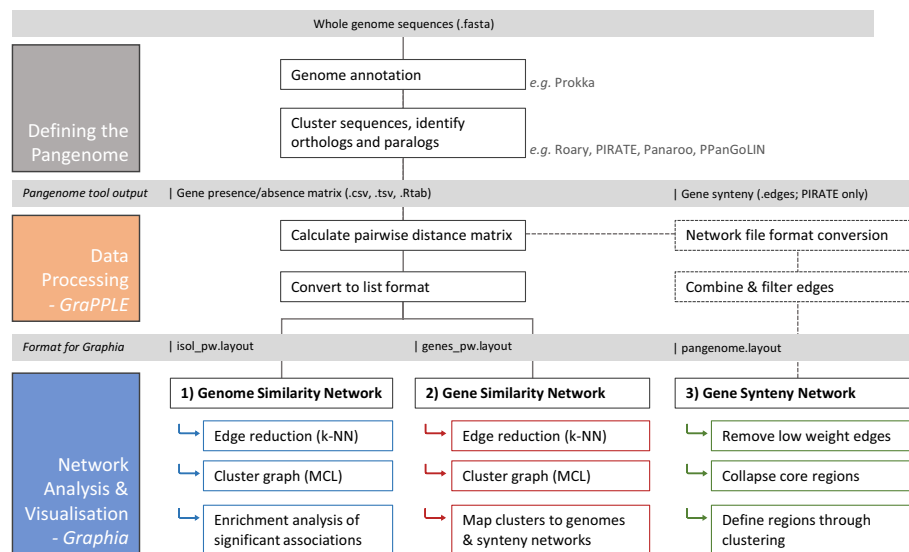 Whole genome sequences (.fasta)
Genome annotation
e.g. Prokka
Defining the
Pangenome
Cluster sequences, identify
orthologs and paralogs
e.g. Roary, PIRATE, Panaroo, PPanGoLIN
Pangenome tool output
| Gene presence/absence matrix (.csv, .tsv, .Rtab)
| Gene synteny (.edges; PIRATE only)
Data
Processing
- GraPPLE
Calculate pairwise distance matrix
Network file format conversion
Convert to list format
Combine & filter edges
Format for Graphia
| isol_pw.layout
| genes_pw.layout
| pangenome.layout
Network
Analysis &
Visualisation
- Graphia
1) Genome Similarity Network
Edge reduction (k-NN)
Cluster graph (MCL)
Enrichment analysis of
significant associations
2) Gene Similarity Network
Edge reduction (k-NN)
Cluster graph (MCL)
Map clusters to genomes
& synteny networks
3) Gene Synteny Network
Remove low weight edges
Collapse core regions
Define regions through
clustering